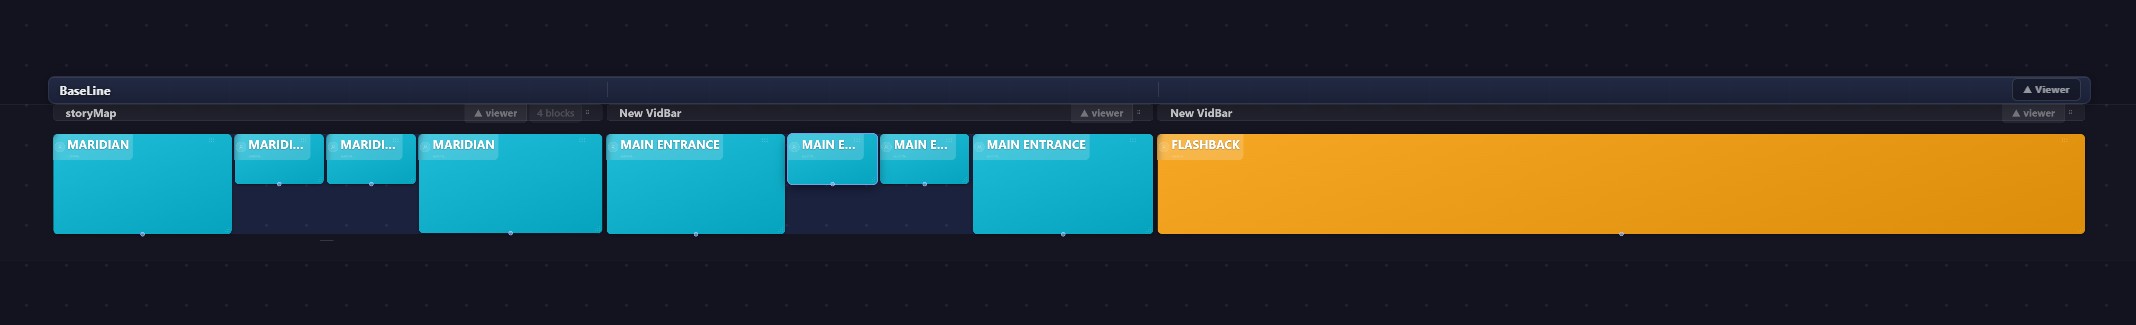 BaseLine
▲ Viewer
storyMap
▲ viewer
4 blocks
New VidBar
▲ viewer
New VidBar
▲ viewer
MARIDIAN
MARIDI...
MARIDI...
MARIDIAN
MAIN ENTRANCE
MAIN E...
MAIN E...
MAIN ENTRANCE
FLASHBACK